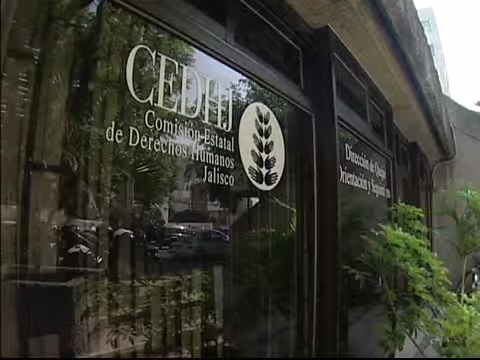 CEDHJ
Comisión Estatal
de Derechos Humanos
Jalisco
Dirección de Quejas
Orientación y Seguimiento